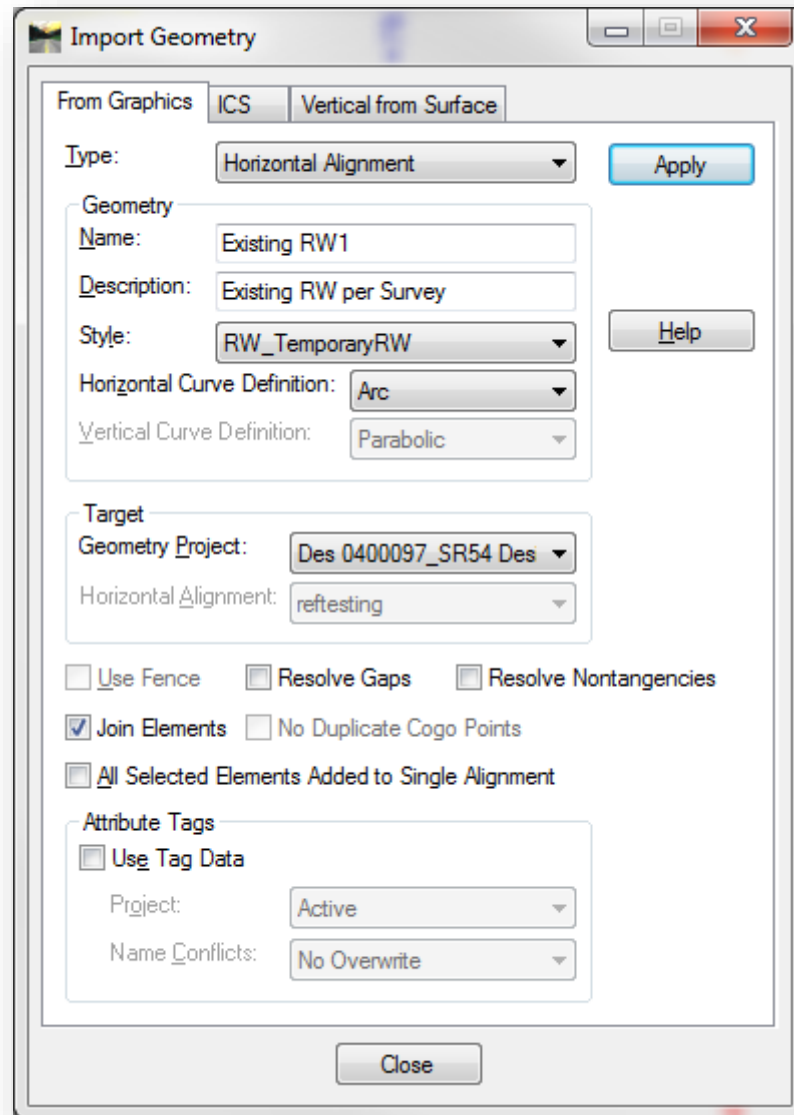 Import Geometry
From Graphics ICS Vertical from Surface
Type: Horizontal Alignment Apply
Geometry
Name: Existing RW1
Description: Existing RW per Survey
Style: RW_TemporaryRW Help
Horizontal Curve Definition: Arc
Vertical Curve Definition: Parabolic
Target
Geometry Project: Des 0400097_SR54 Des
Horizontal Alignment: reftesting
Use Fence Resolve Gaps Resolve Nontangencies
Join Elements No Duplicate Cogo Points
All Selected Elements Added to Single Alignment
Attribute Tags
Use Tag Data
Project: Active
Name Conflicts: No Overwrite
Close